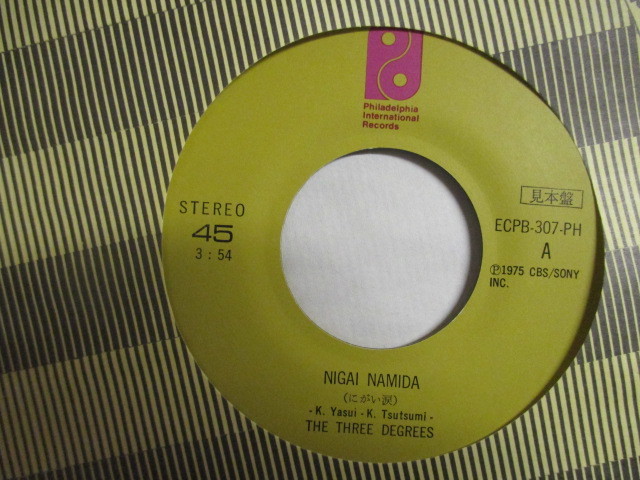 Philadelphia
International
Records
STEREO
45
3:54
見本盤
ECPB-307-PH
A
Ⓟ1975 CBS/SONY
INC.
NIGAI NAMIDA
(にがい涙)
- K. Yasui - K. Tsutsumi -
THE THREE DEGREES